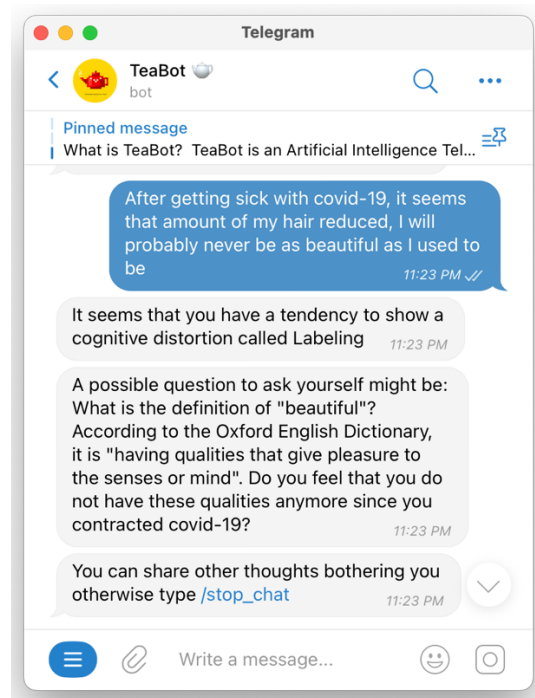 Telegram
TeaBot 🫖
bot
Pinned message
What is TeaBot?  TeaBot is an Artificial Intelligence Tel...
After getting sick with covid-19, it seems
that amount of my hair reduced, I will
probably never be as beautiful as I used to
be
11:23 PM
It seems that you have a tendency to show a
cognitive distortion called Labeling
11:23 PM
A possible question to ask yourself might be:
What is the definition of "beautiful"?
According to the Oxford English Dictionary,
it is "having qualities that give pleasure to
the senses or mind". Do you feel that you do
not have these qualities anymore since you
contracted covid-19?
11:23 PM
You can share other thoughts bothering you
otherwise type /stop_chat
11:23 PM
Write a message...